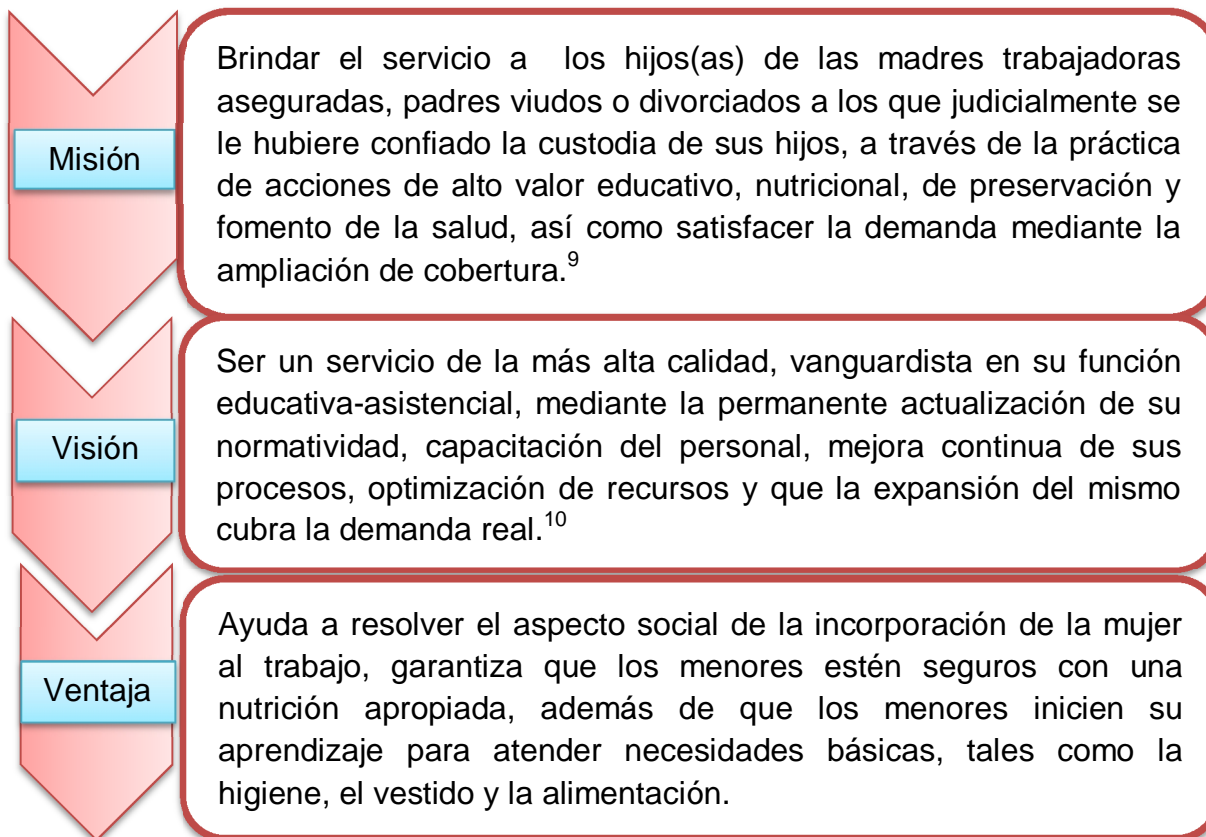 Misión
Brindar el servicio a los hijos(as) de las madres trabajadoras
aseguradas, padres viudos o divorciados a los que judicialmente se
le hubiere confiado la custodia de sus hijos, a través de la práctica
de acciones de alto valor educativo, nutricional, de preservación y
fomento de la salud, así como satisfacer la demanda mediante la
ampliación de cobertura.⁹
Visión
Ser un servicio de la más alta calidad, vanguardista en su función
educativa-asistencial, mediante la permanente actualización de su
normatividad, capacitación del personal, mejora continua de sus
procesos, optimización de recursos y que la expansión del mismo
cubra la demanda real.¹⁰
Ventaja
Ayuda a resolver el aspecto social de la incorporación de la mujer
al trabajo, garantiza que los menores estén seguros con una
nutrición apropiada, además de que los menores inicien su
aprendizaje para atender necesidades básicas, tales como la
higiene, el vestido y la alimentación.